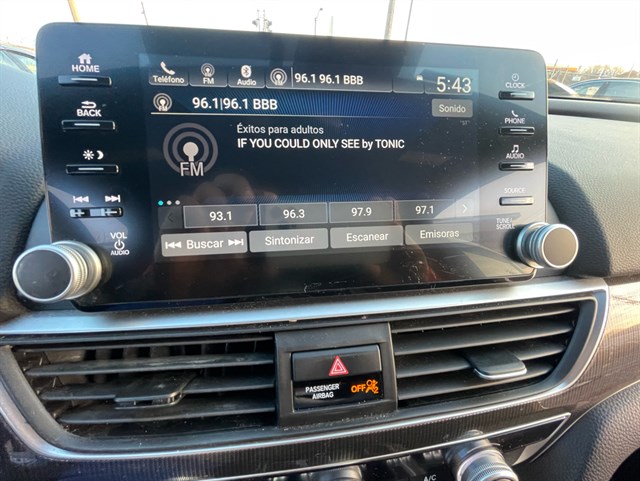 HOME
BACK
VOL
AUDIO
Teléfono FM Audio 96.1 96.1 BBB 5:43
96.1|96.1 BBB Sonido
FM
Éxitos para adultos
IF YOU COULD ONLY SEE by TONIC
93.1 96.3 97.9 97.1
Buscar Sintonizar Escanear Emisoras
CLOCK
PHONE
AUDIO
SOURCE
TUNE/
SCROLL
PASSENGER
AIRBAG
OFF
A/C